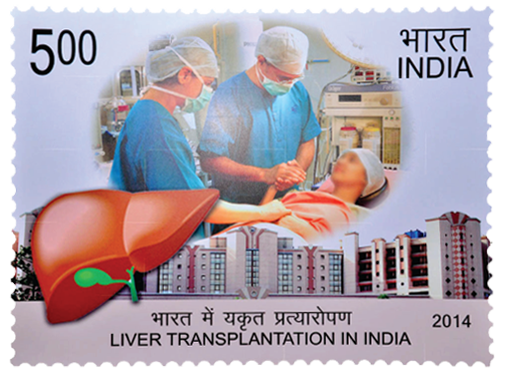 5.00
भारत
INDIA
भारत में यकृत प्रत्यारोपण
LIVER TRANSPLANTATION IN INDIA
2014